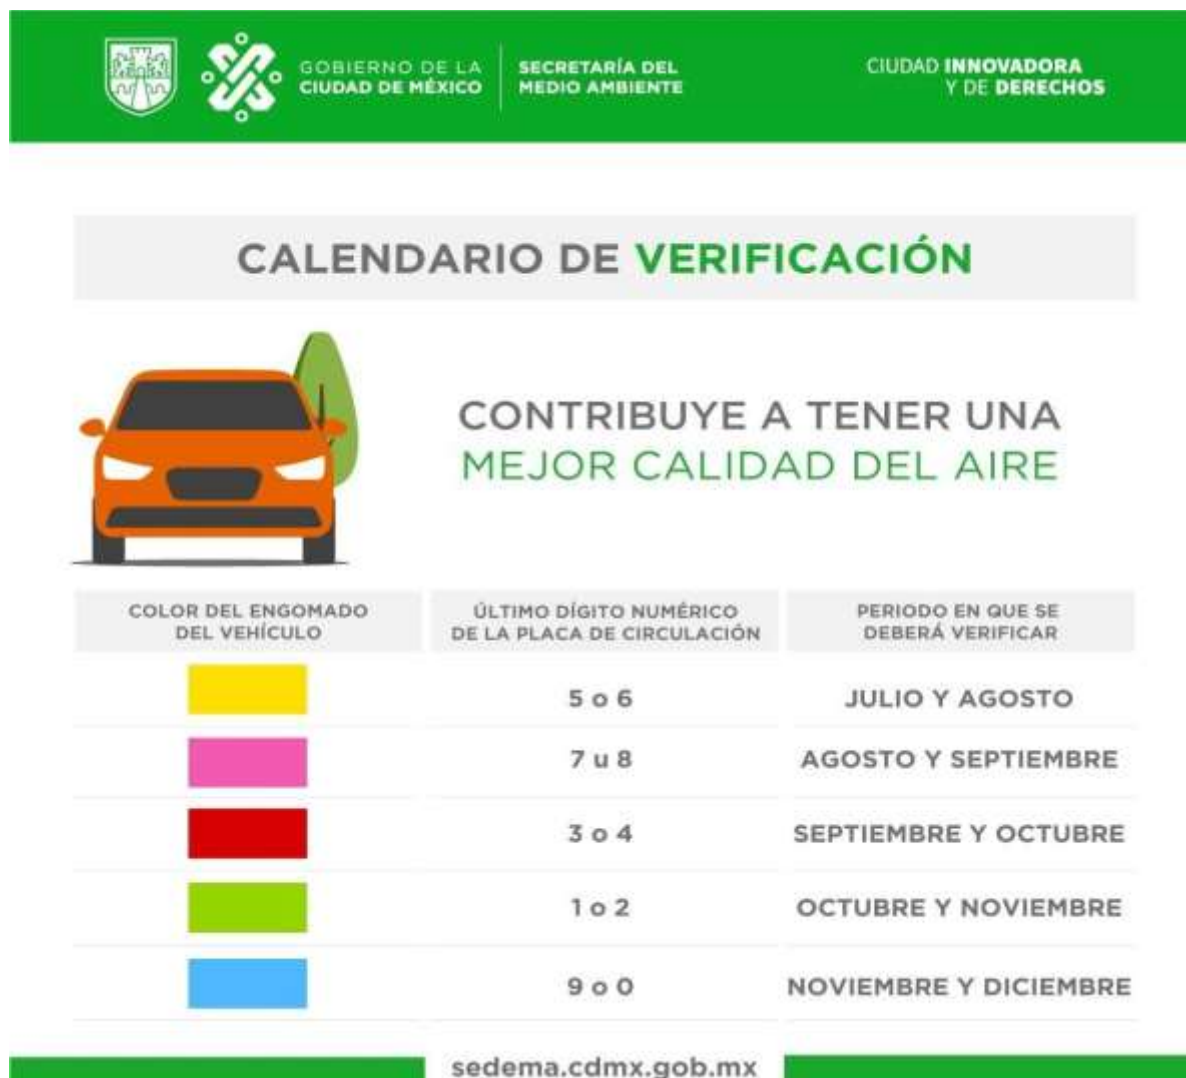 GOBIERNO DE LA
CIUDAD DE MÉXICO
SECRETARÍA DEL
MEDIO AMBIENTE
CIUDAD INNOVADORA
Y DE DERECHOS
CALENDARIO DE VERIFICACIÓN
CONTRIBUYE A TENER UNA
MEJOR CALIDAD DEL AIRE
COLOR DEL ENGOMADO
DEL VEHÍCULO
ÚLTIMO DÍGITO NUMÉRICO
DE LA PLACA DE CIRCULACIÓN
PERIODO EN QUE SE
DEBERÁ VERIFICAR
5 o 6 JULIO Y AGOSTO
7 u 8 AGOSTO Y SEPTIEMBRE
3 o 4 SEPTIEMBRE Y OCTUBRE
1 o 2 OCTUBRE Y NOVIEMBRE
9 o 0 NOVIEMBRE Y DICIEMBRE
sedema.cdmx.gob.mx